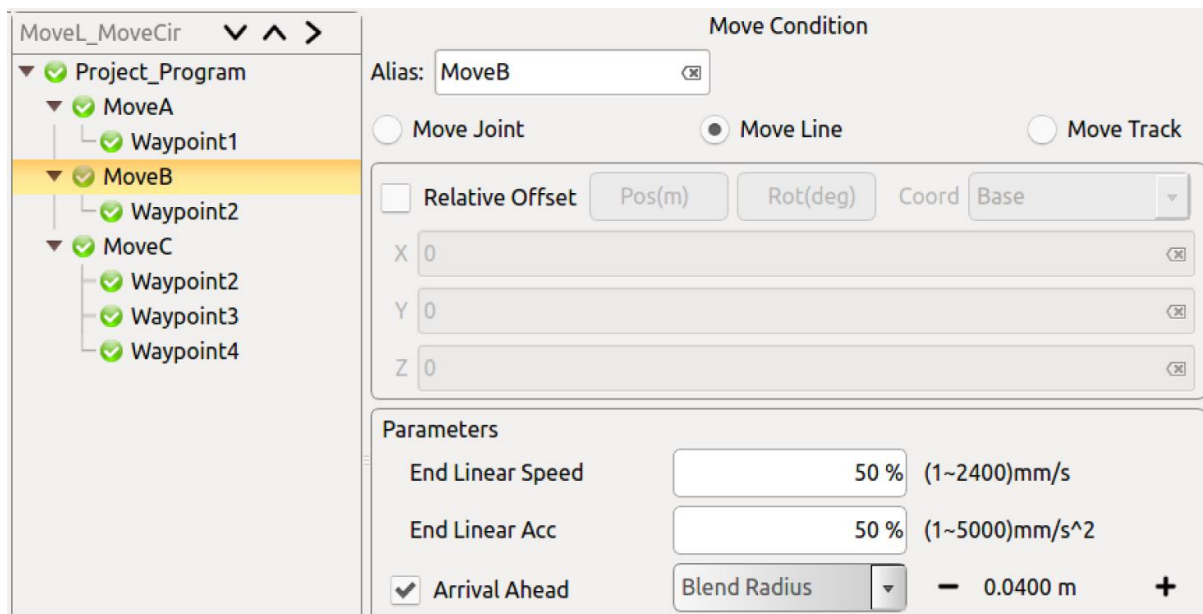 MoveL_MoveCir
Project_Program
MoveA
Waypoint1
MoveB
Waypoint2
MoveC
Waypoint2
Waypoint3
Waypoint4
Move Condition
Alias: MoveB
Move Joint Move Line Move Track
Relative Offset Pos(m) Rot(deg) Coord Base
X 0
Y 0
Z 0
Parameters
End Linear Speed 50 % (1~2400)mm/s
End Linear Acc 50 % (1~5000)mm/s^2
Arrival Ahead Blend Radius − 0.0400 m +